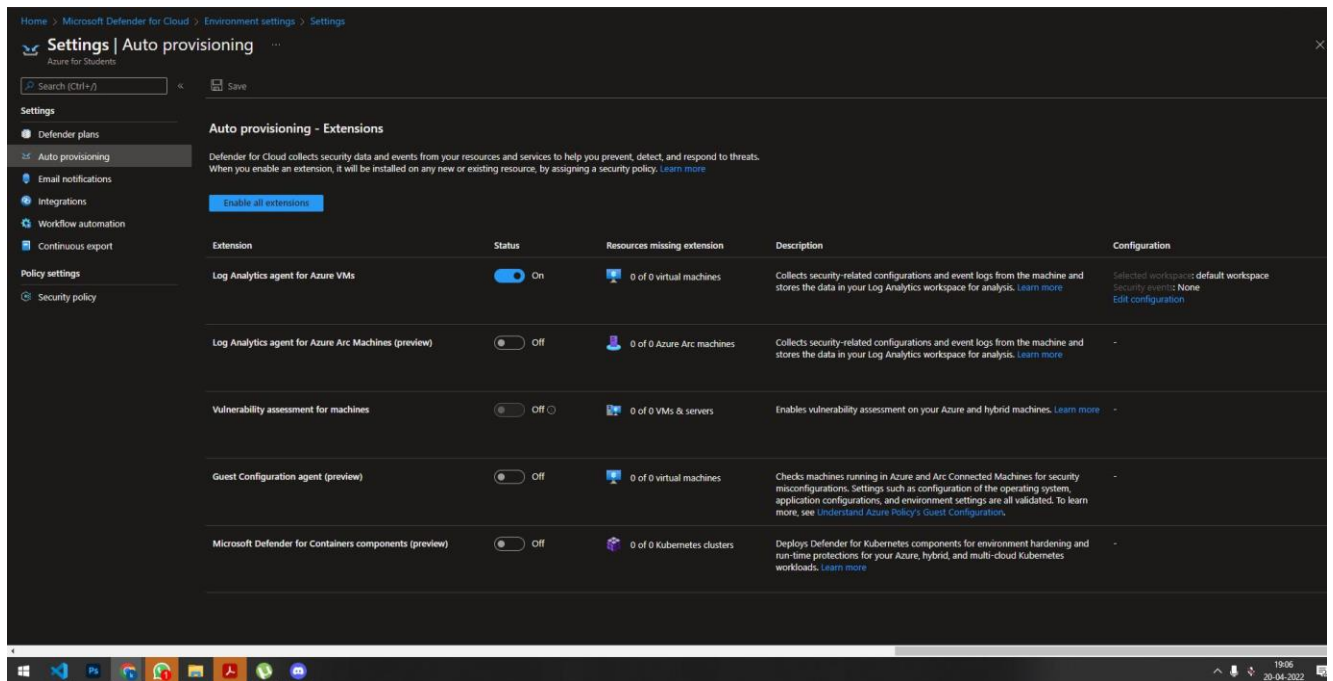 Home > Microsoft Defender for Cloud > Environment settings > Settings
Settings | Auto provisioning ...
Azure for Students
Search (Ctrl+/)
«
Save
Settings
Defender plans
Auto provisioning
Email notifications
Integrations
Workflow automation
Continuous export
Policy settings
Security policy
Auto provisioning - Extensions
Defender for Cloud collects security data and events from your resources and services to help you prevent, detect, and respond to threats.
When you enable an extension, it will be installed on any new or existing resource, by assigning a security policy. Learn more
Enable all extensions
Extension Status Resources missing extension Description Configuration
Log Analytics agent for Azure VMs On 0 of 0 virtual machines
Collects security-related configurations and event logs from the machine and
stores the data in your Log Analytics workspace for analysis. Learn more
Selected workspace: default workspace
Security events: None
Edit configuration
Log Analytics agent for Azure Arc Machines (preview) Off 0 of 0 Azure Arc machines
Collects security-related configurations and event logs from the machine and
stores the data in your Log Analytics workspace for analysis. Learn more
-
Vulnerability assessment for machines Off 0 of 0 VMs & servers
Enables vulnerability assessment on your Azure and hybrid machines. Learn more
-
Guest Configuration agent (preview) Off 0 of 0 virtual machines
Checks machines running in Azure and Arc Connected Machines for security
misconfigurations. Settings such as configuration of the operating system,
application configurations, and environment settings are all validated. To learn
more, see Understand Azure Policy's Guest Configuration.
-
Microsoft Defender for Containers components (preview) Off 0 of 0 Kubernetes clusters
Deploys Defender for Kubernetes components for environment hardening and
run-time protections for your Azure, hybrid, and multi-cloud Kubernetes
workloads. Learn more
-
Ps
19:06
20-04-2022